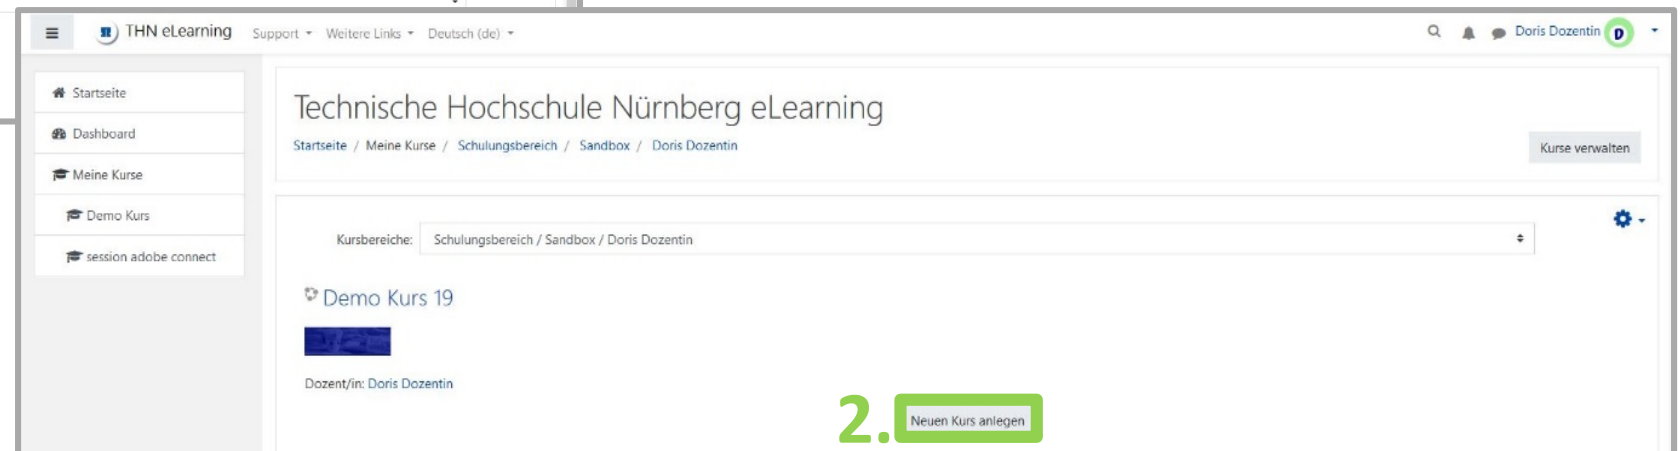 THN eLearning Support Weitere Links Deutsch (de) Doris Dozentin D
Startseite
Dashboard
Meine Kurse
Demo Kurs
session adobe connect
Technische Hochschule Nürnberg eLearning
Startseite / Meine Kurse / Schulungsbereich / Sandbox / Doris Dozentin
Kurse verwalten
Kursbereiche: Schulungsbereich / Sandbox / Doris Dozentin
Demo Kurs 19
Dozent/in: Doris Dozentin
2. Neuen Kurs anlegen